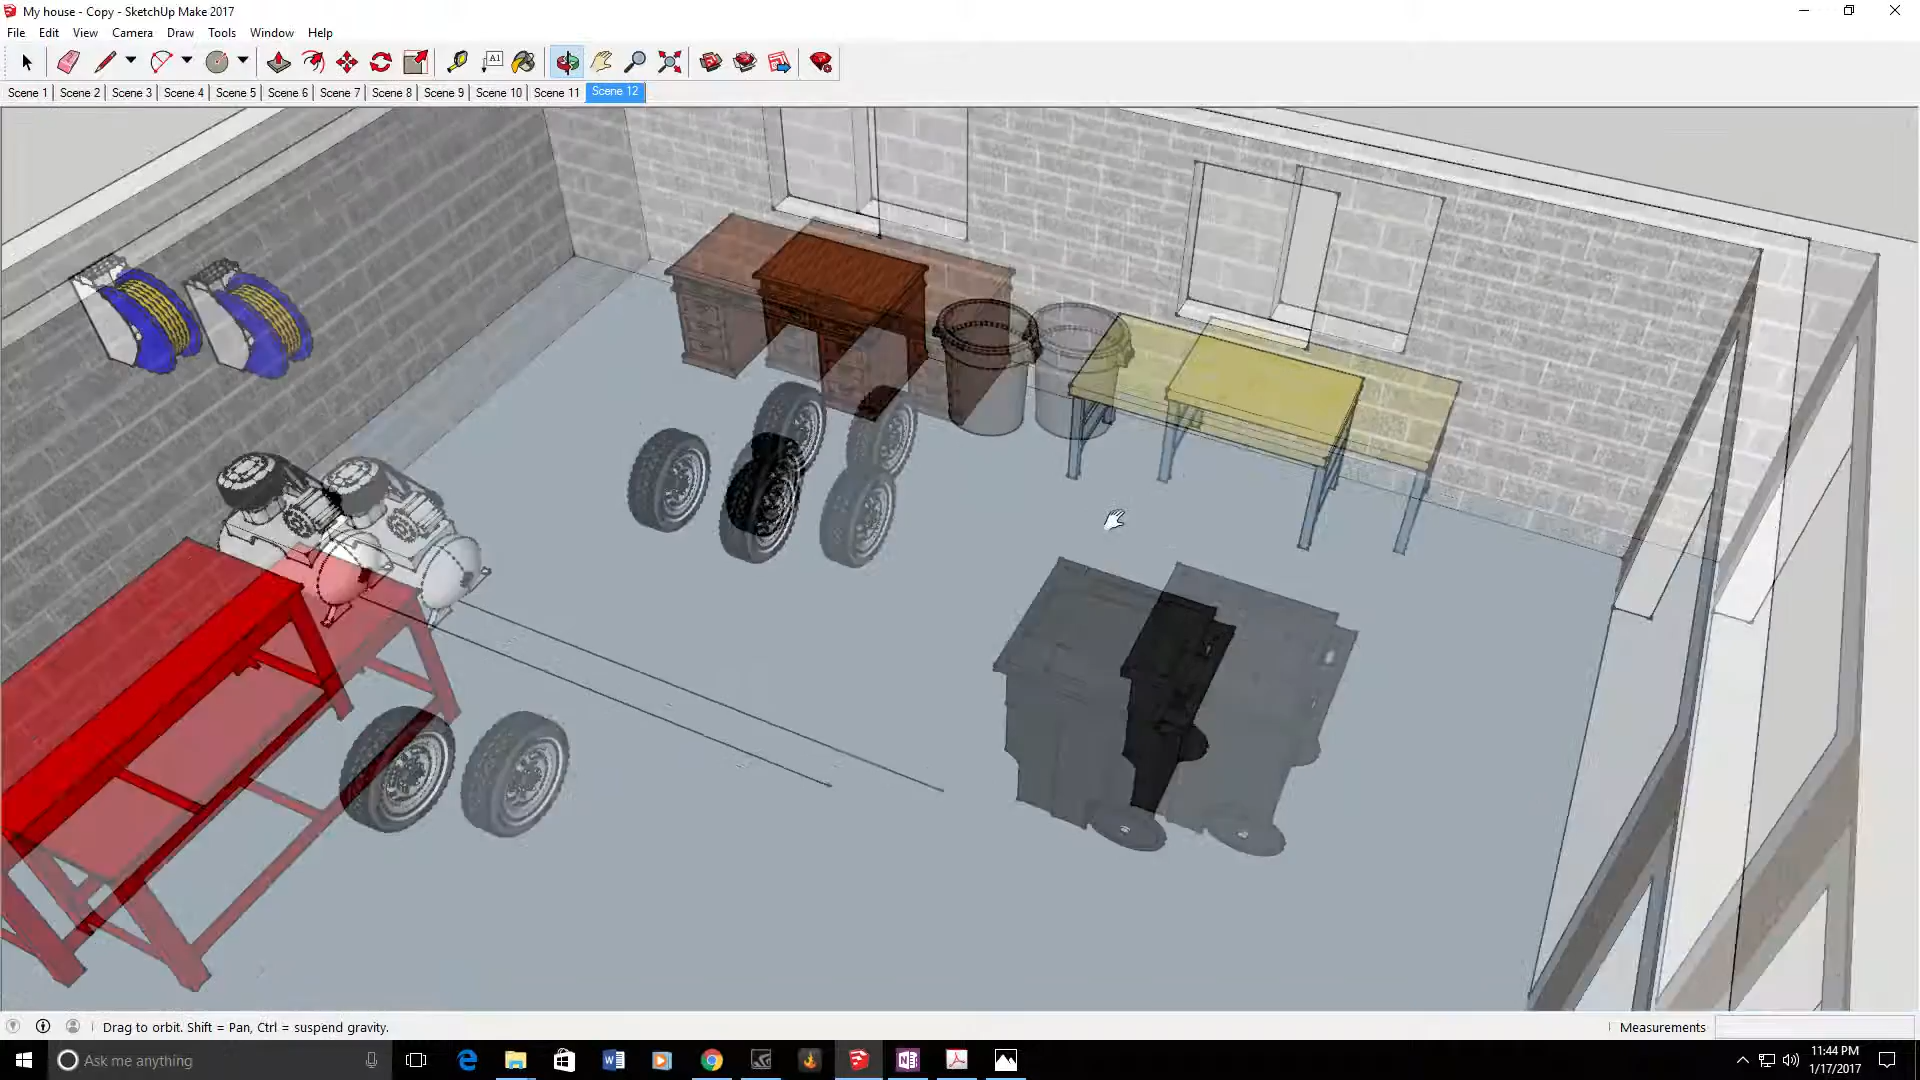 My house - Copy - SketchUp Make 2017
File Edit View Camera Draw Tools Window Help
A1
Scene 1 Scene 2 Scene 3 Scene 4 Scene 5 Scene 6 Scene 7 Scene 8 Scene 9 Scene 10 Scene 11 Scene 12
Drag to orbit. Shift = Pan, Ctrl = suspend gravity.
Measurements
Ask me anything
11:44 PM
1/17/2017